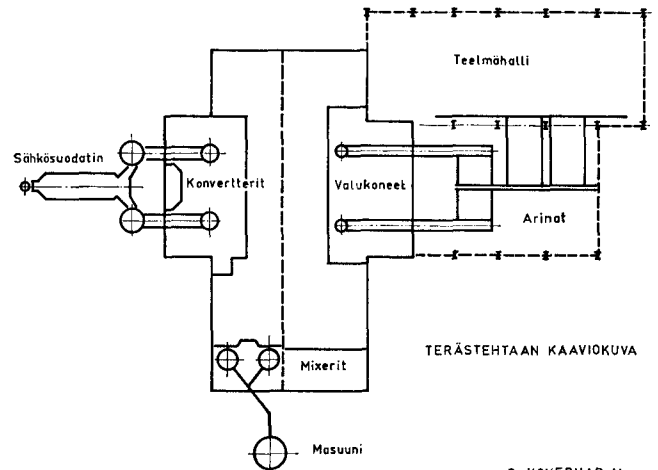 Teelmähalli
Sähkösuodatin
Konvertterit
Valukoneet
Arinat
TERÄSTEHTAAN KAAVIOKUVA
Mixerit
Masuuni